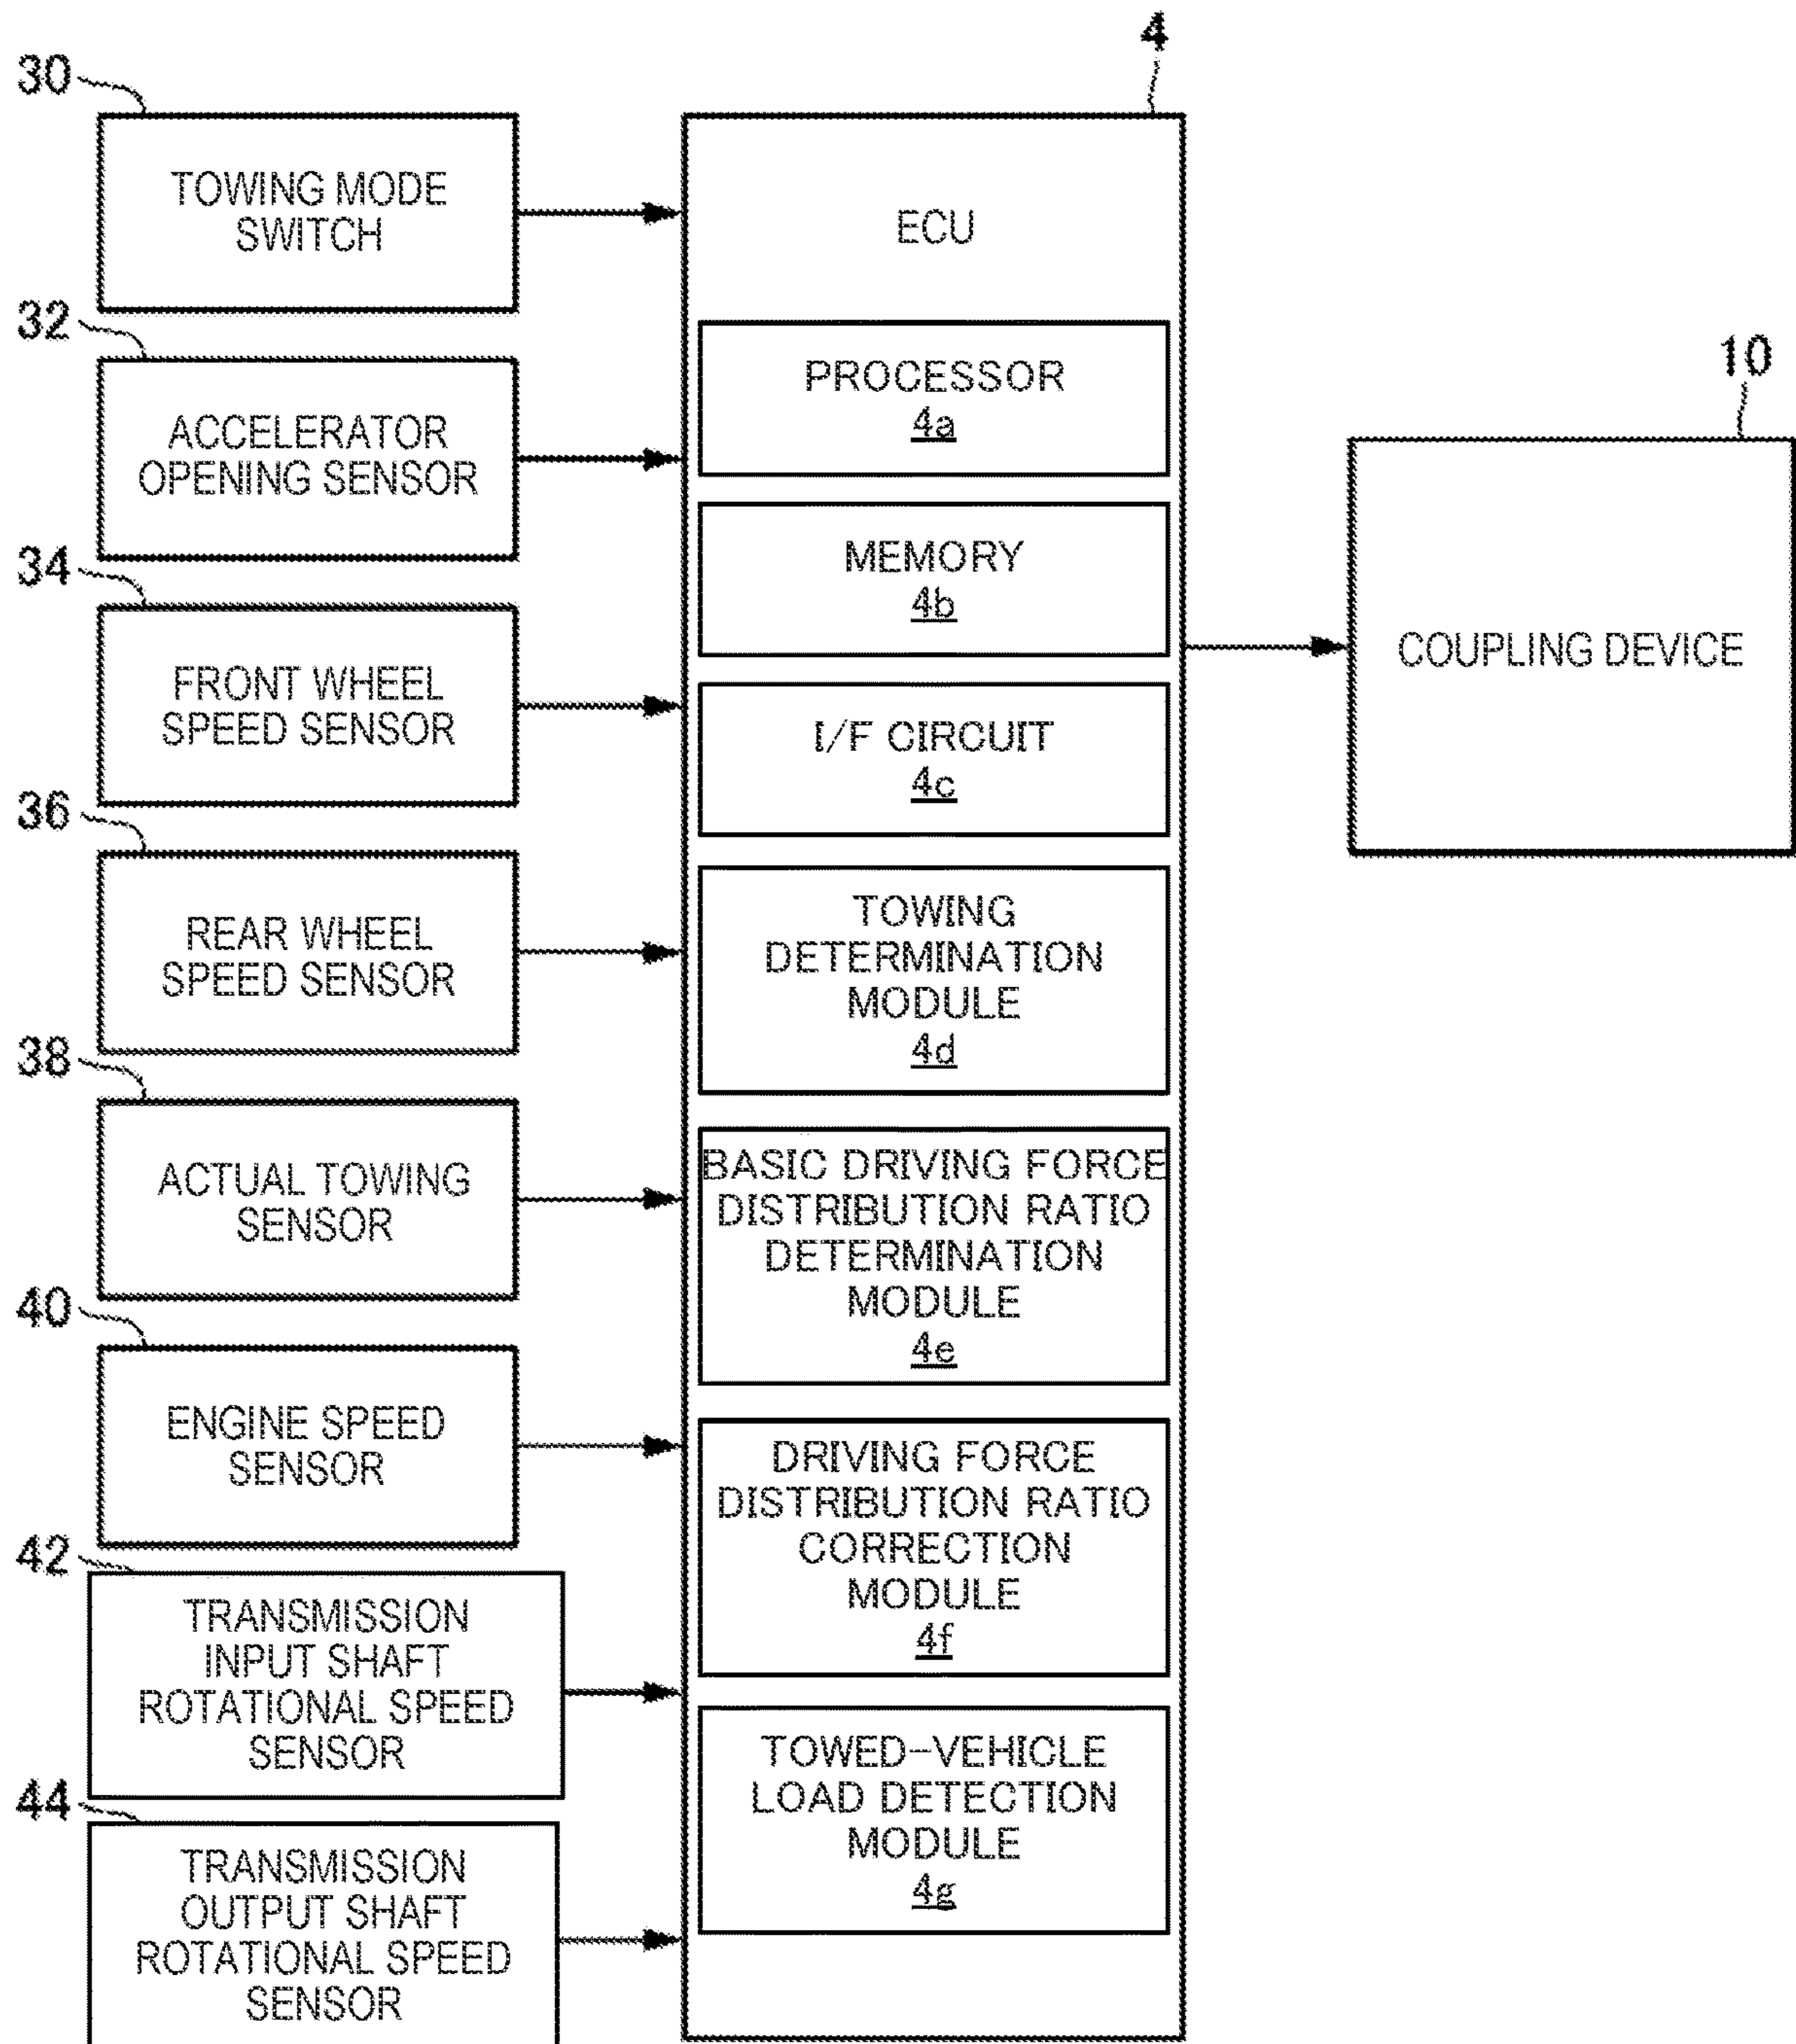 30
TOWING MODE
SWITCH
32
ACCELERATOR
OPENING SENSOR
34
FRONT WHEEL
SPEED SENSOR
36
REAR WHEEL
SPEED SENSOR
38
ACTUAL TOWING
SENSOR
40
ENGINE SPEED
SENSOR
42
TRANSMISSION
INPUT SHAFT
ROTATIONAL SPEED
SENSOR
44
TRANSMISSION
OUTPUT SHAFT
ROTATIONAL SPEED
SENSOR
4
ECU
PROCESSOR
4a
MEMORY
4b
I/F CIRCUIT
4c
TOWING
DETERMINATION
MODULE
4d
BASIC DRIVING FORCE
DISTRIBUTION RATIO
DETERMINATION
MODULE
4e
DRIVING FORCE
DISTRIBUTION RATIO
CORRECTION
MODULE
4f
TOWED-VEHICLE
LOAD DETECTION
MODULE
4g
10
COUPLING DEVICE